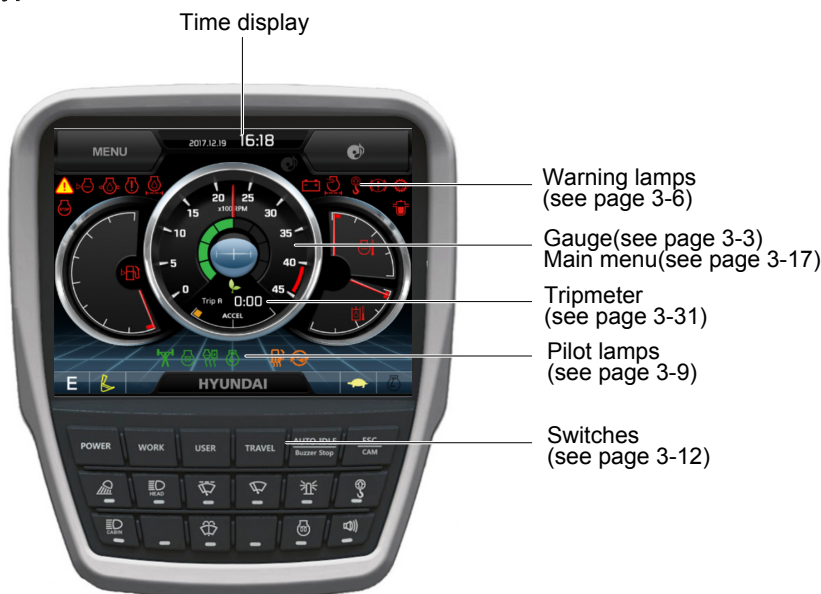 Time display
MENU
2017.12.19 16:18
20 25
x100 RPM
15 30
10 35
5 40
0 45
Trip R 0:00
ACCEL
E HYUNDAI
Warning lamps
(see page 3-6)
Gauge(see page 3-3)
Main menu(see page 3-17)
Tripmeter
(see page 3-31)
Pilot lamps
(see page 3-9)
Switches
(see page 3-12)
POWER WORK USER TRAVEL AUTO IDLE ESC
Buzzer Stop CAM
HEAD
CABIN